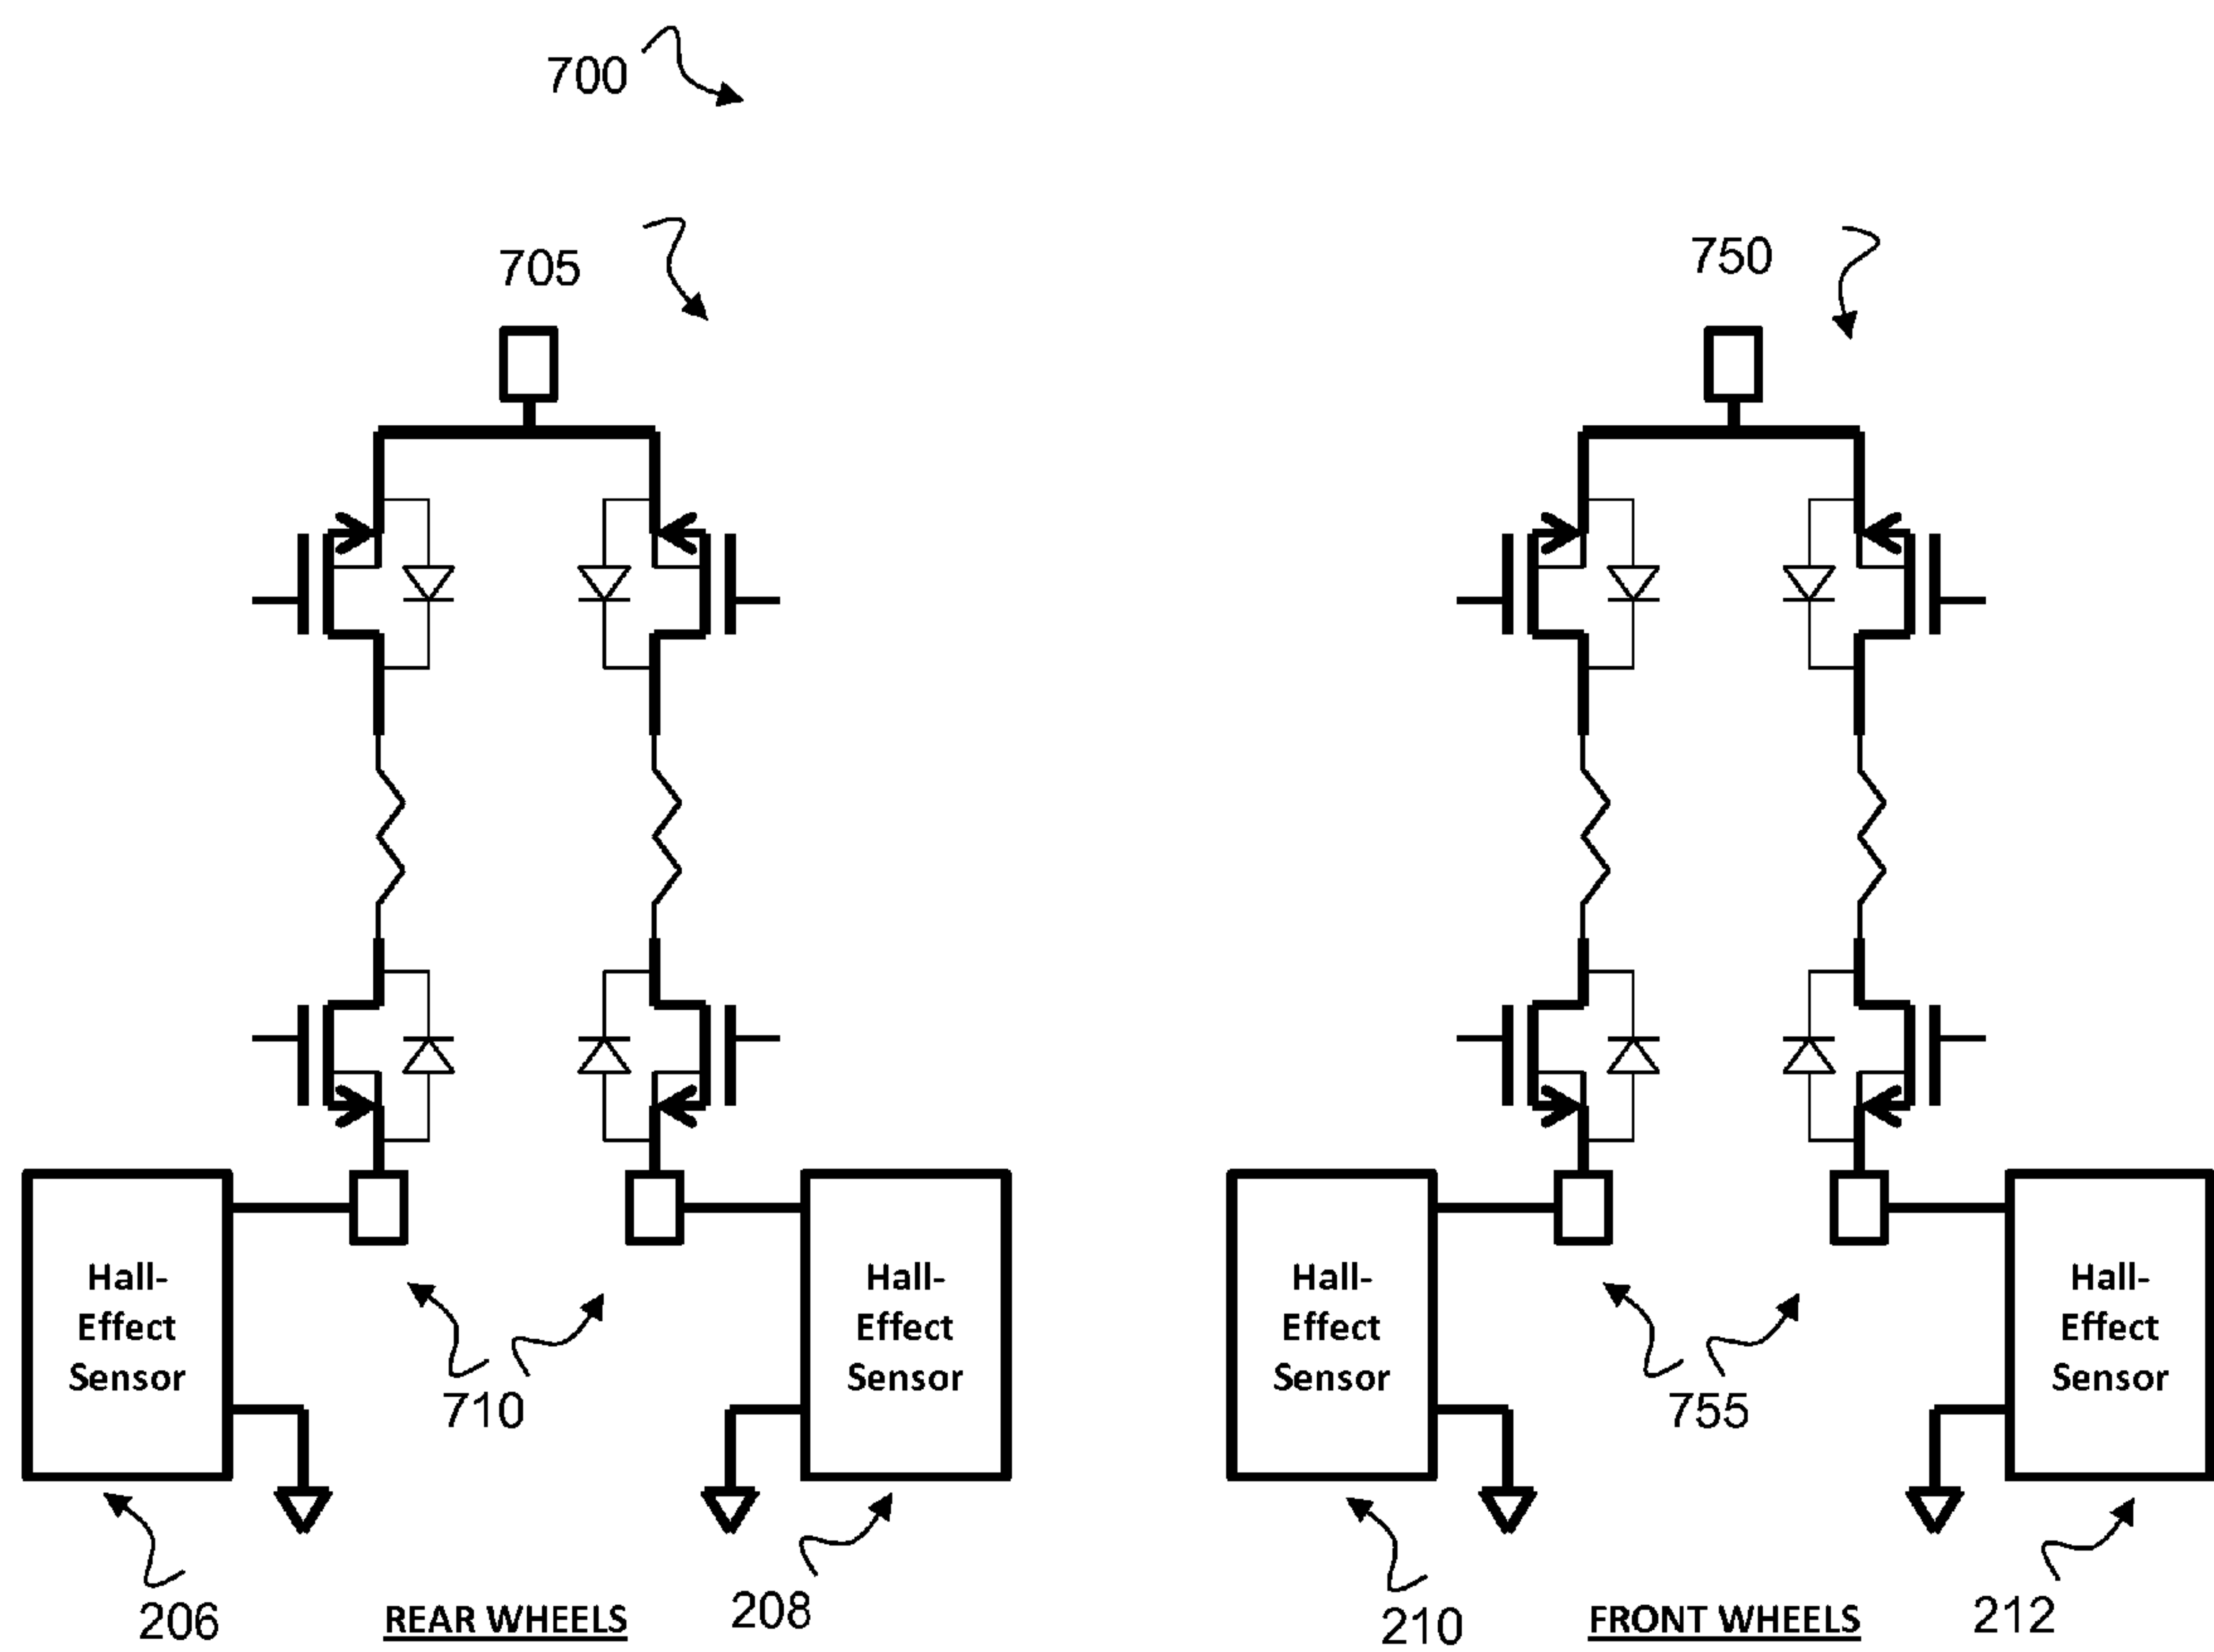 700
705
750
Hall-
Effect
Sensor
Hall-
Effect
Sensor
Hall-
Effect
Sensor
Hall-
Effect
Sensor
710
755
206
REAR WHEELS
208
210
FRONT WHEELS
212